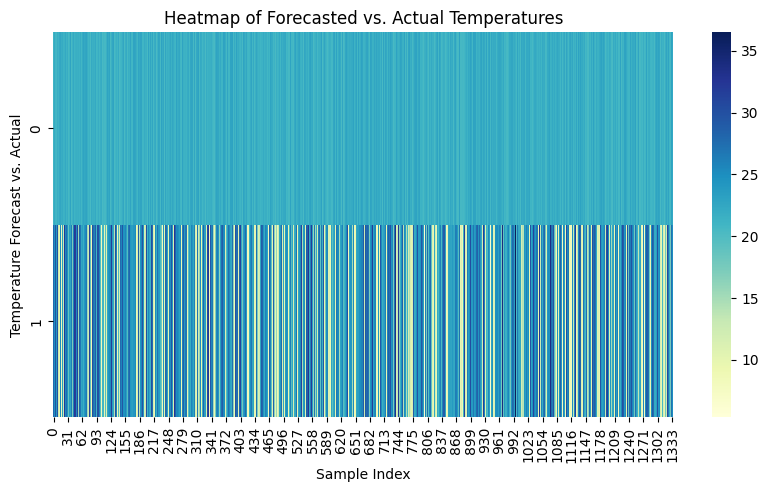 Heatmap of Forecasted vs. Actual Temperatures
Temperature Forecast vs. Actual
0
1
0 31 62 93 124 155 186 217 248 279 310 341 372 403 434 465 496 527 558 589 620 651 682 713 744 775 806 837 868 899 930 961 992 1023 1054 1085 1116 1147 1178 1209 1240 1271 1302 1333
Sample Index
35
30
25
20
15
10